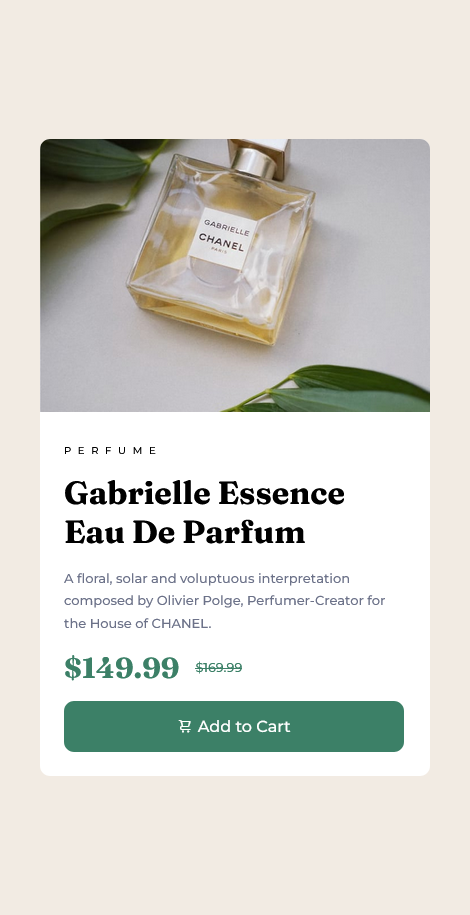 GABRIELLE
CHANEL
PARIS
PERFUME
Gabrielle Essence
Eau De Parfum
A floral, solar and voluptuous interpretation
composed by Olivier Polge, Perfumer-Creator for
the House of CHANEL.
$149.99 $169.99
Add to Cart